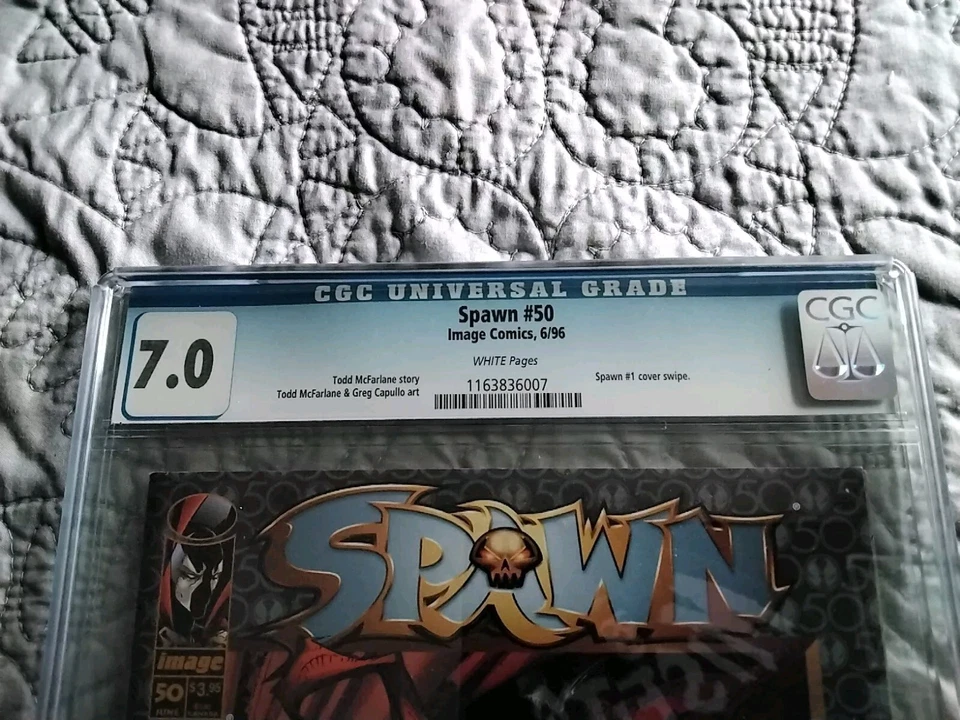 CGC UNIVERSAL GRADE
7.0
Spawn #50
Image Comics, 6/96
WHITE Pages
Todd McFarlane story
Todd McFarlane & Greg Capullo art
1163836007
Spawn #1 cover swipe.
CGC
SPAWN
image
50 $3.95